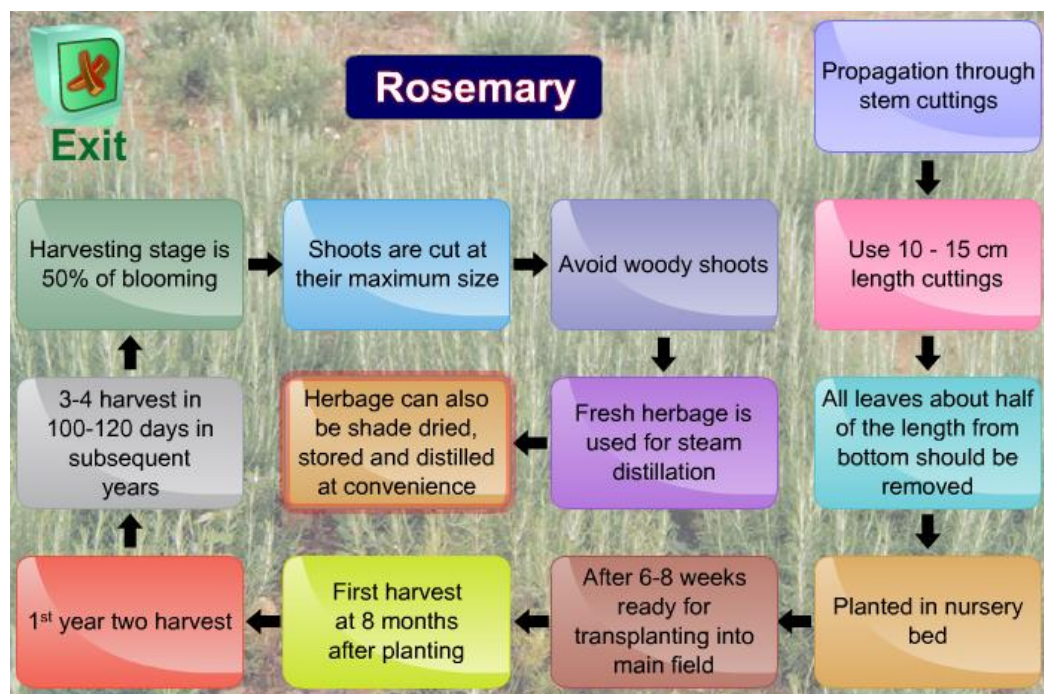 Exit
Rosemary
Propagation through
stem cuttings
Use 10 - 15 cm
length cuttings
All leaves about half
of the length from
bottom should be
removed
Planted in nursery
bed
After 6-8 weeks
ready for
transplanting into
main field
First harvest
at 8 months
after planting
1st year two harvest
3-4 harvest in
100-120 days in
subsequent
years
Harvesting stage is
50% of blooming
Shoots are cut at
their maximum size
Avoid woody shoots
Fresh herbage is
used for steam
distillation
Herbage can also
be shade dried,
stored and distilled
at convenience